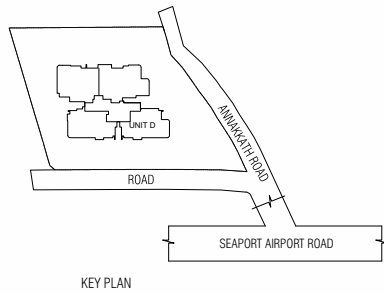 UNIT D
ANNAKKATH ROAD
ROAD
SEAPORT AIRPORT ROAD
KEY PLAN